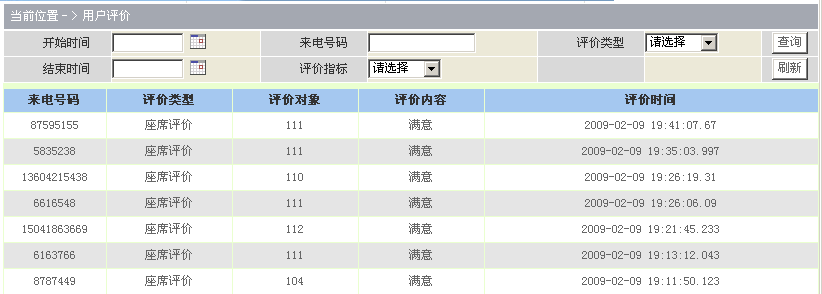 当前位置 - > 用户评价
开始时间 来电号码 评价类型 请选择 查询
结束时间 评价指标 请选择 刷新
来电号码 评价类型 评价对象 评价内容 评价时间
87595155 座席评价 111 满意 2009-02-09 19:41:07.67
5835238 座席评价 111 满意 2009-02-09 19:35:03.997
13604215438 座席评价 110 满意 2009-02-09 19:26:19.31
6616548 座席评价 111 满意 2009-02-09 19:26:06.09
15041863669 座席评价 112 满意 2009-02-09 19:21:45.233
6163766 座席评价 111 满意 2009-02-09 19:13:12.043
8787449 座席评价 104 满意 2009-02-09 19:11:50.123